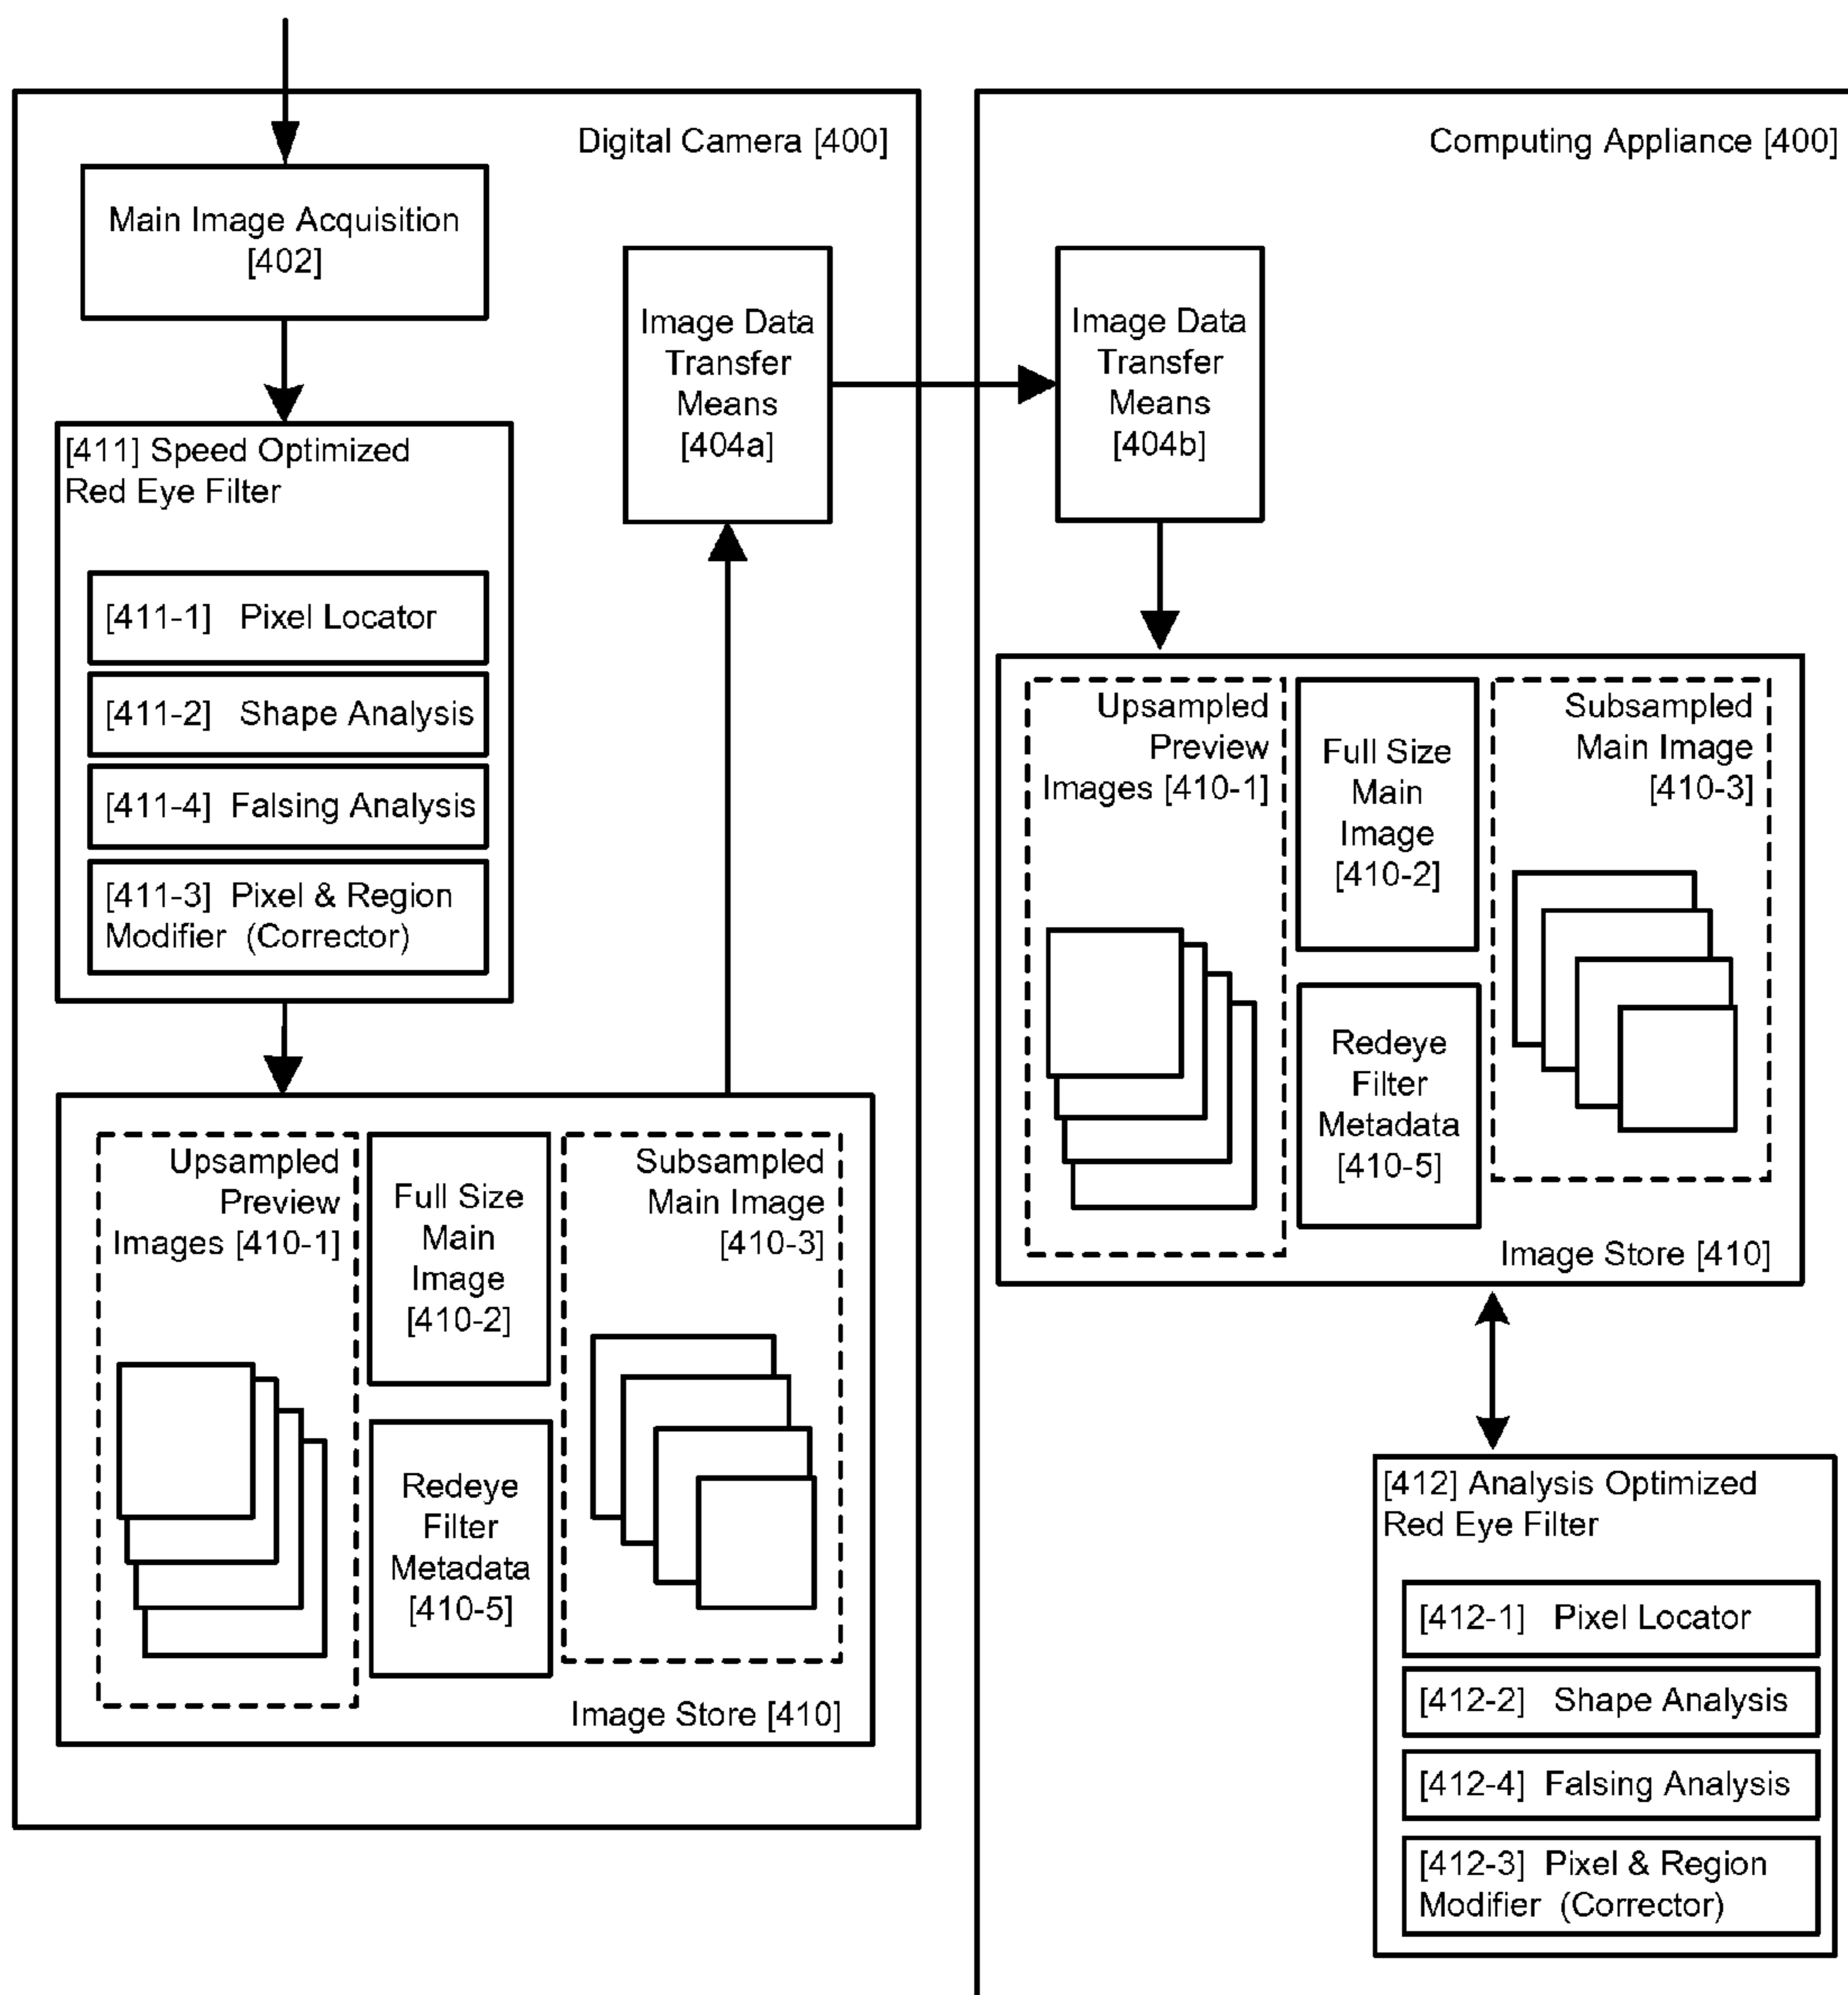 Digital Camera [400]
Main Image Acquisition
[402]
Image Data
Transfer
Means
[404a]
[411] Speed Optimized
Red Eye Filter
[411-1] Pixel Locator
[411-2] Shape Analysis
[411-4] Falsing Analysis
[411-3] Pixel & Region
Modifier (Corrector)
Upsampled
Preview
Images [410-1]
Full Size
Main
Image
[410-2]
Subsampled
Main Image
[410-3]
Redeye
Filter
Metadata
[410-5]
Image Store [410]
Computing Appliance [400]
Image Data
Transfer
Means
[404b]
Upsampled
Preview
Images [410-1]
Full Size
Main
Image
[410-2]
Subsampled
Main Image
[410-3]
Redeye
Filter
Metadata
[410-5]
Image Store [410]
[412] Analysis Optimized
Red Eye Filter
[412-1] Pixel Locator
[412-2] Shape Analysis
[412-4] Falsing Analysis
[412-3] Pixel & Region
Modifier (Corrector)